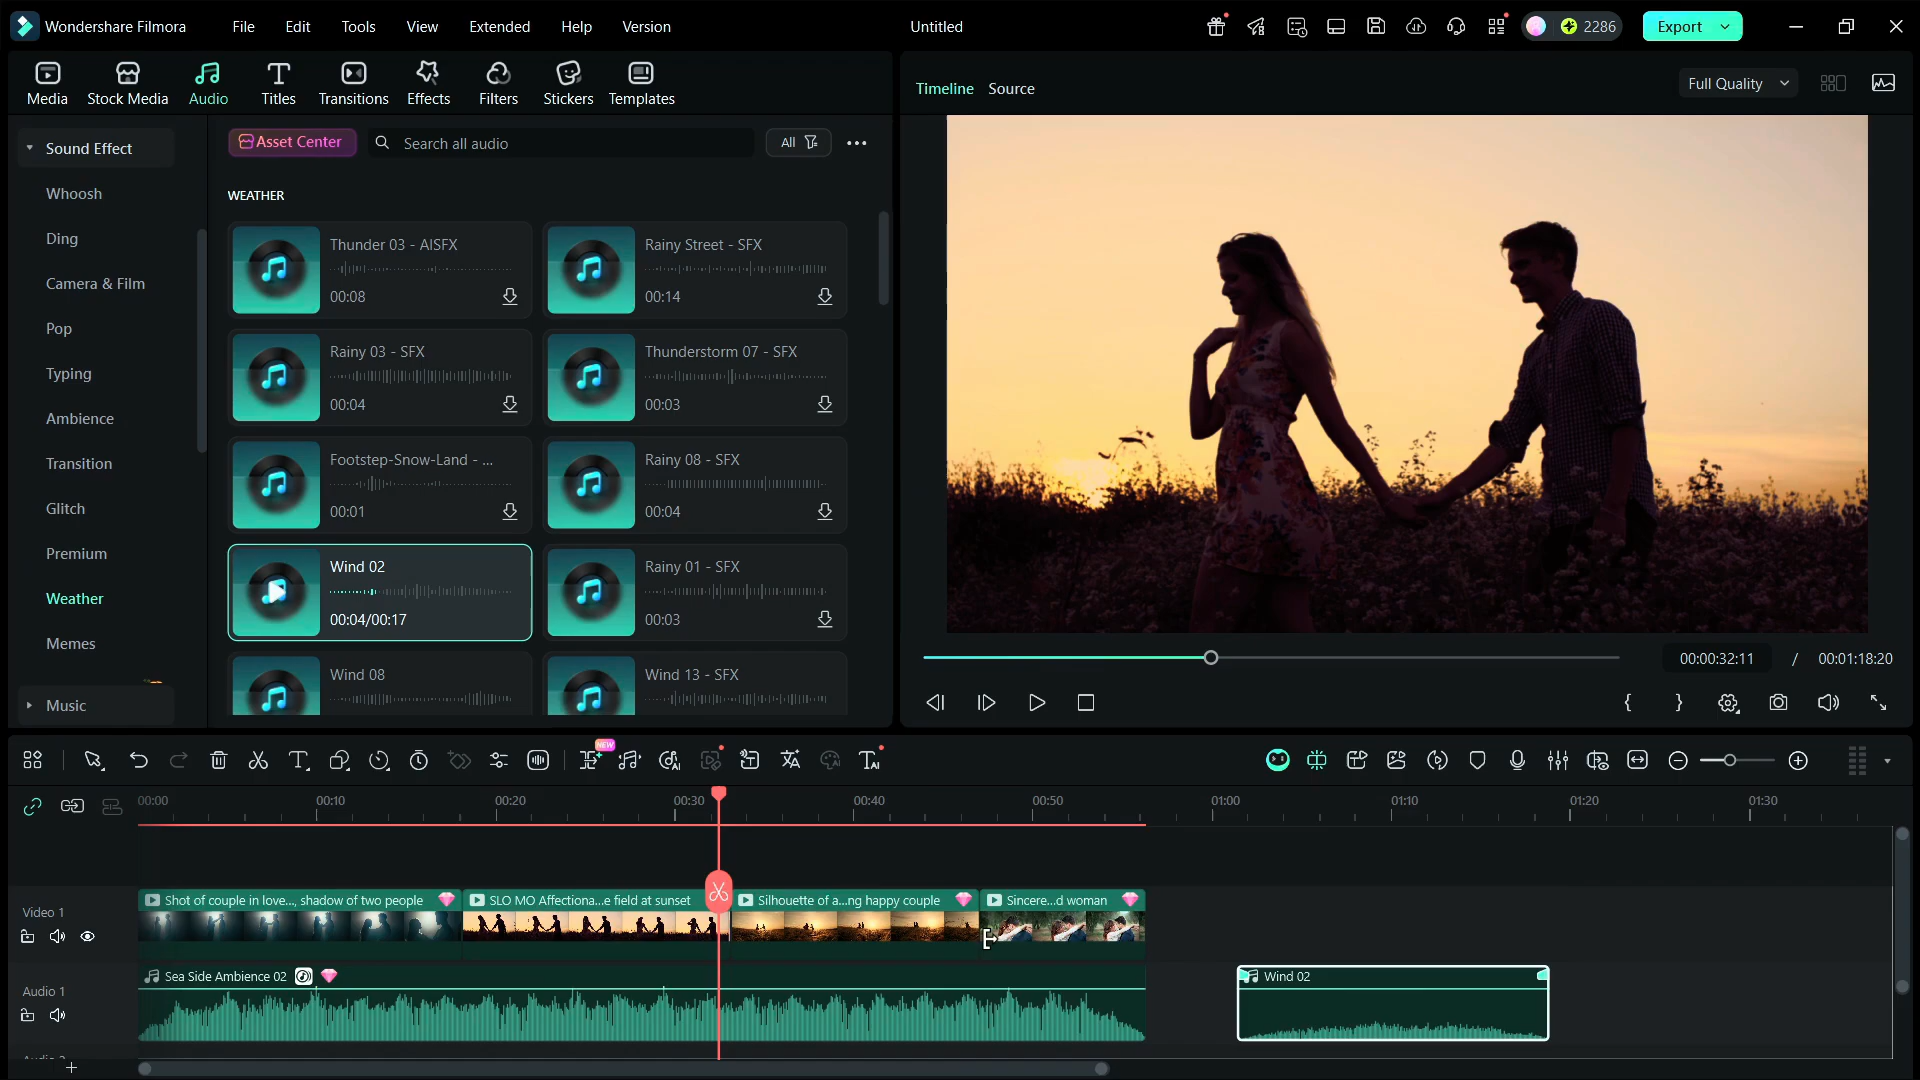 Wondershare Filmora
File
Edit
Tools
View
Extended
Help
Version
Untitled
2286
Export
Media
Stock Media
Audio
Titles
Transitions
Effects
Filters
Stickers
Templates
Timeline
Source
Full Quality
Sound Effect
Whoosh
Ding
Camera & Film
Pop
Typing
Ambience
Transition
Glitch
Premium
Weather
Memes
Music
Asset Center
Search all audio
All
WEATHER
Thunder 03 - AISFX
00:08
Rainy Street - SFX
00:14
Rainy 03 - SFX
00:04
Thunderstorm 07 - SFX
00:03
Footstep-Snow-Land - ...
00:01
Rainy 08 - SFX
00:04
Wind 02
00:04/00:17
Rainy 01 - SFX
00:03
Wind 08
Wind 13 - SFX
00:00:32:11 / 00:01:18:20
NEW
00:00 00:10 00:20 00:30 00:40 00:50 01:00 01:10 01:20 01:30
Video 1
Shot of couple in love..., shadow of two people
SLO MO Affectiona...e field at sunset
Silhouette of a...ng happy couple
Sincere...d woman
Audio 1
Sea Side Ambience 02
Wind 02